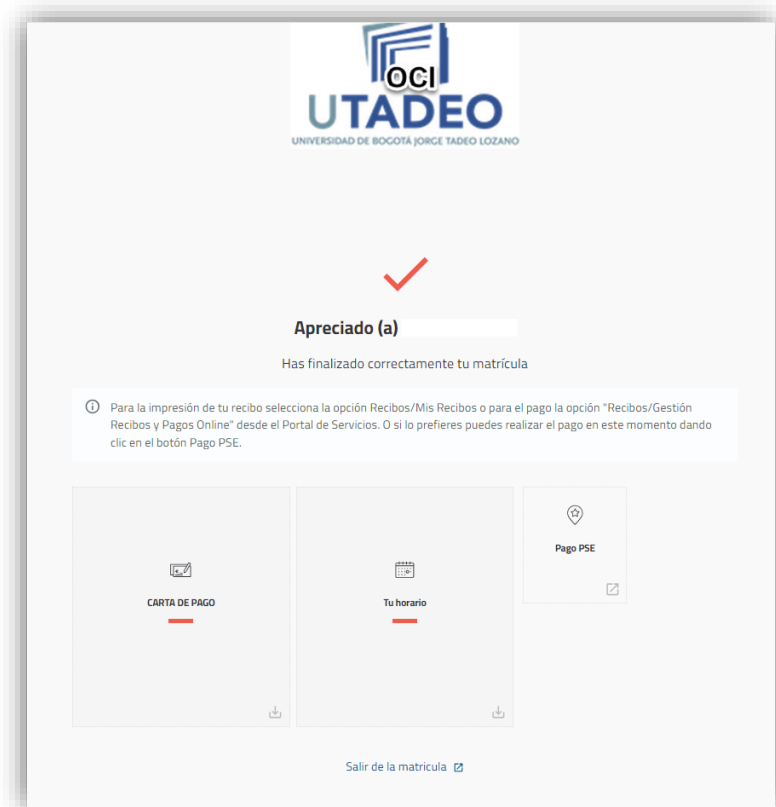 OCI
UTADEO
UNIVERSIDAD DE BOGOTÁ JORGE TADEO LOZANO
Apreciado (a)
Has finalizado correctamente tu matrícula
Para la impresión de tu recibo selecciona la opción Recibos/Mis Recibos o para el pago la opción "Recibos/Gestión
Recibos y Pagos Online" desde el Portal de Servicios. O si lo prefieres puedes realizar el pago en este momento dando
clic en el botón Pago PSE.
Pago PSE
CARTA DE PAGO
Tu horario
Salir de la matricula